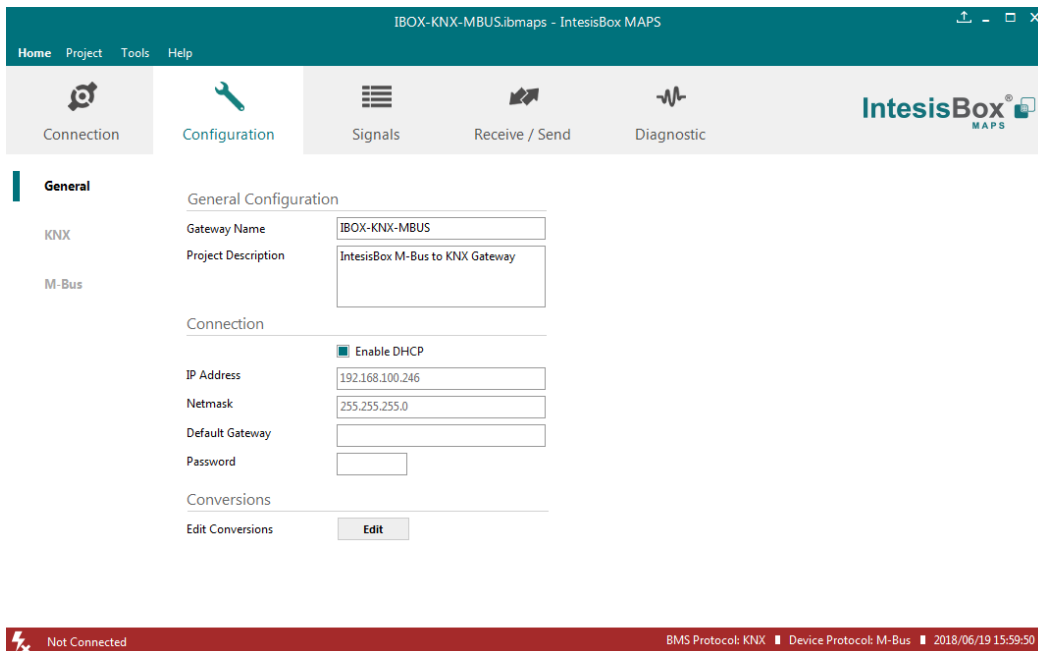 IBOX-KNX-MBUS.ibmaps - IntesisBox MAPS
Home Project Tools Help
Connection Configuration Signals Receive / Send Diagnostic
IntesisBox® MAPS
General
KNX
M-Bus
General Configuration
Gateway Name IBOX-KNX-MBUS
Project Description IntesisBox M-Bus to KNX Gateway
Connection
Enable DHCP
IP Address 192.168.100.246
Netmask 255.255.255.0
Default Gateway
Password
Conversions
Edit Conversions Edit
Not Connected BMS Protocol: KNX Device Protocol: M-Bus 2018/06/19 15:59:50